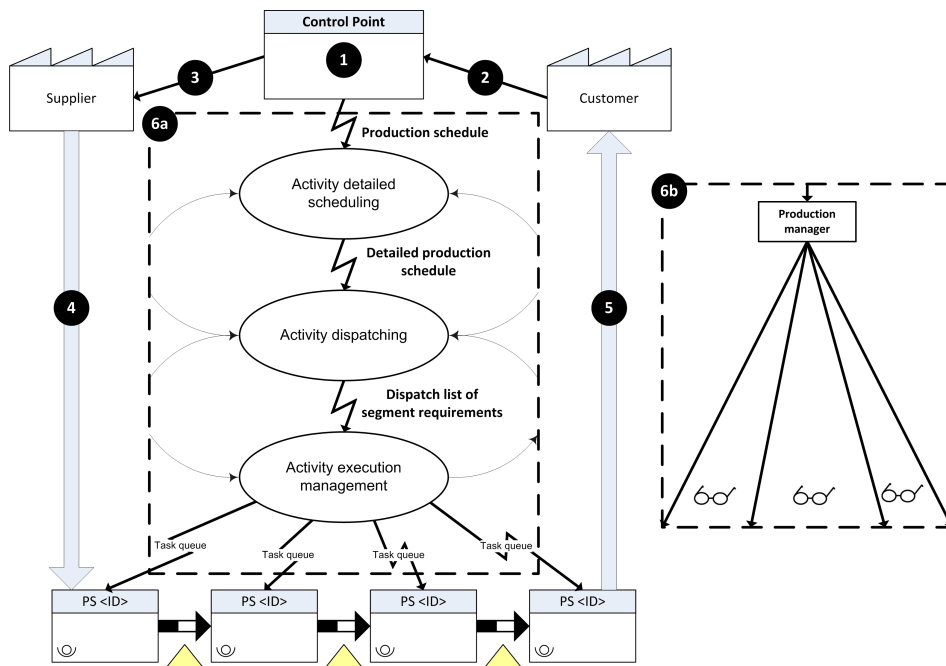 Control Point
1
3
2
Supplier
Customer
6a
Production schedule
Activity detailed
scheduling
6b
Production
manager
Detailed production
schedule
4
5
Activity dispatching
Dispatch list of
segment requirements
Activity execution
management
Task queue
Task queue
Task queue
Task queue
PS <ID>
PS <ID>
PS <ID>
PS <ID>